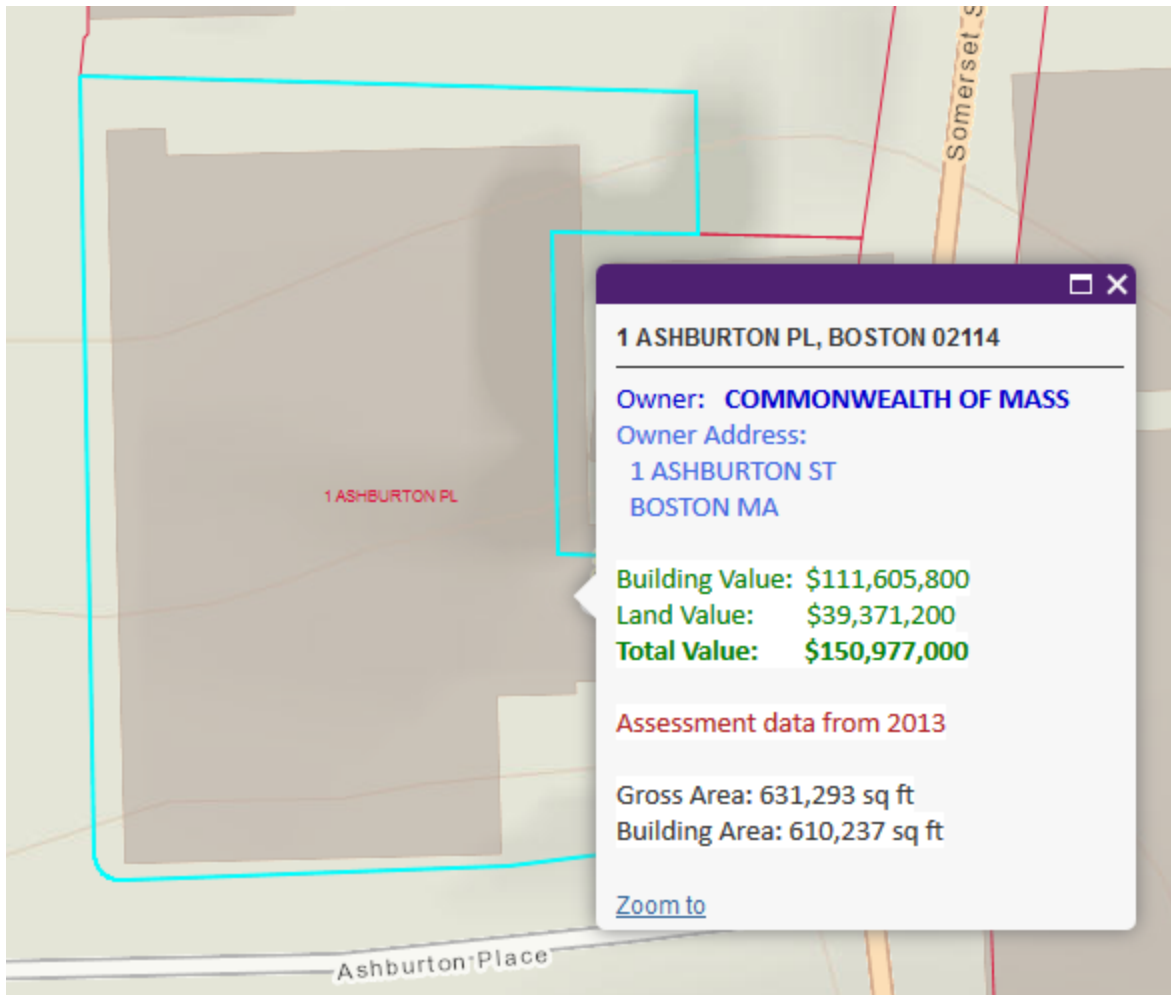 Somerset S
1 ASHBURTON PL, BOSTON 02114
Owner: COMMONWEALTH OF MASS
Owner Address:
1 ASHBURTON ST
BOSTON MA
1 ASHBURTON PL
Building Value: $111,605,800
Land Value: $39,371,200
Total Value: $150,977,000
Assessment data from 2013
Gross Area: 631,293 sq ft
Building Area: 610,237 sq ft
Zoom to
Ashburton Place